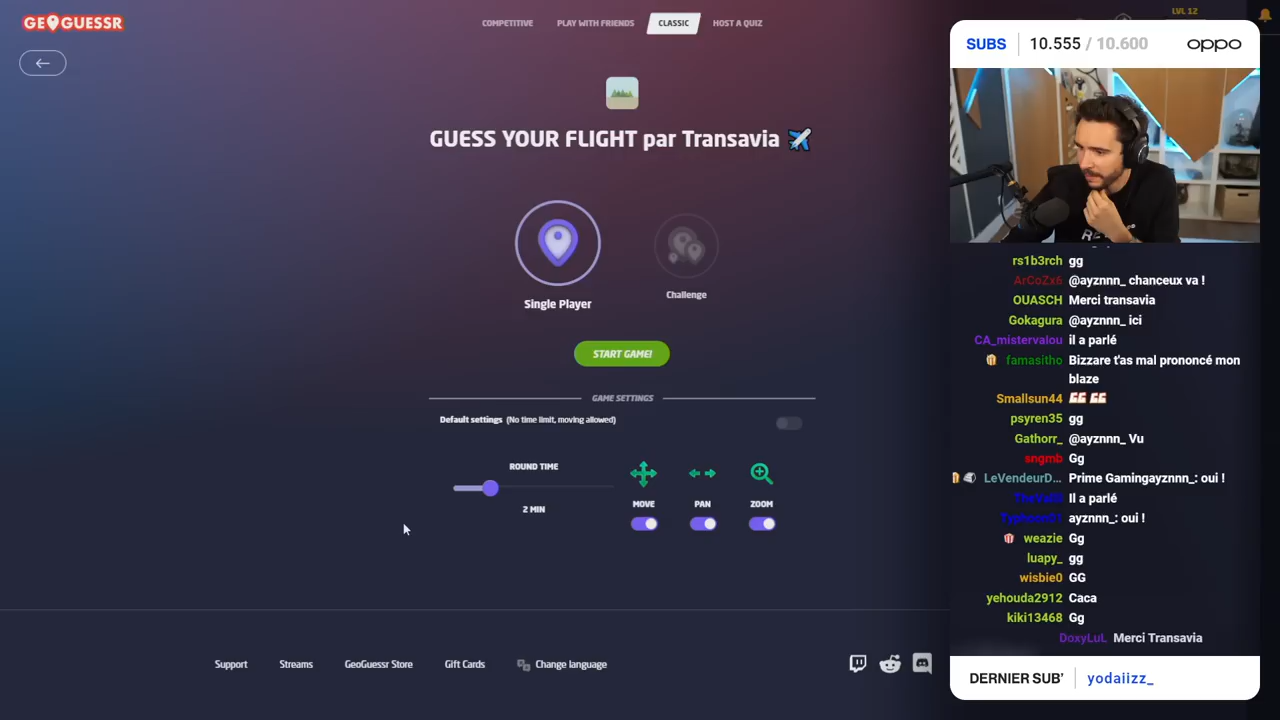 GEOGUESSR
COMPETITIVE
PLAY WITH FRIENDS
CLASSIC
HOST A QUIZ
LVL 12
GUESS YOUR FLIGHT par Transavia
Single Player
Challenge
START GAME!
GAME SETTINGS
Default settings (No time limit, moving allowed)
ROUND TIME
2 MIN
MOVE
PAN
ZOOM
Support
Streams
GeoGuessr Store
Gift Cards
Change language
SUBS 10.555 / 10.600 oppo
rs1b3rch gg
ArCoZx6 @ayznnn_ chanceux va !
OUASCH Merci transavia
Gokagura @ayznnn_ ici
CA_mistervalou il a parlé
famasitho Bizzare t'as mal prononcé mon
blaze
Smallsun44
psyren35 gg
Gathorr_ @ayznnn_ Vu
sngmb Gg
LeVendeurD... Prime Gamingayznnn_: oui !
Il a parlé
ayznnn_: oui !
weazie Gg
luapy_ gg
wisbie0 GG
yehouda2912 Caca
kiki13468 Gg
DoxyLuL Merci Transavia
DERNIER SUB' yodaiizz_